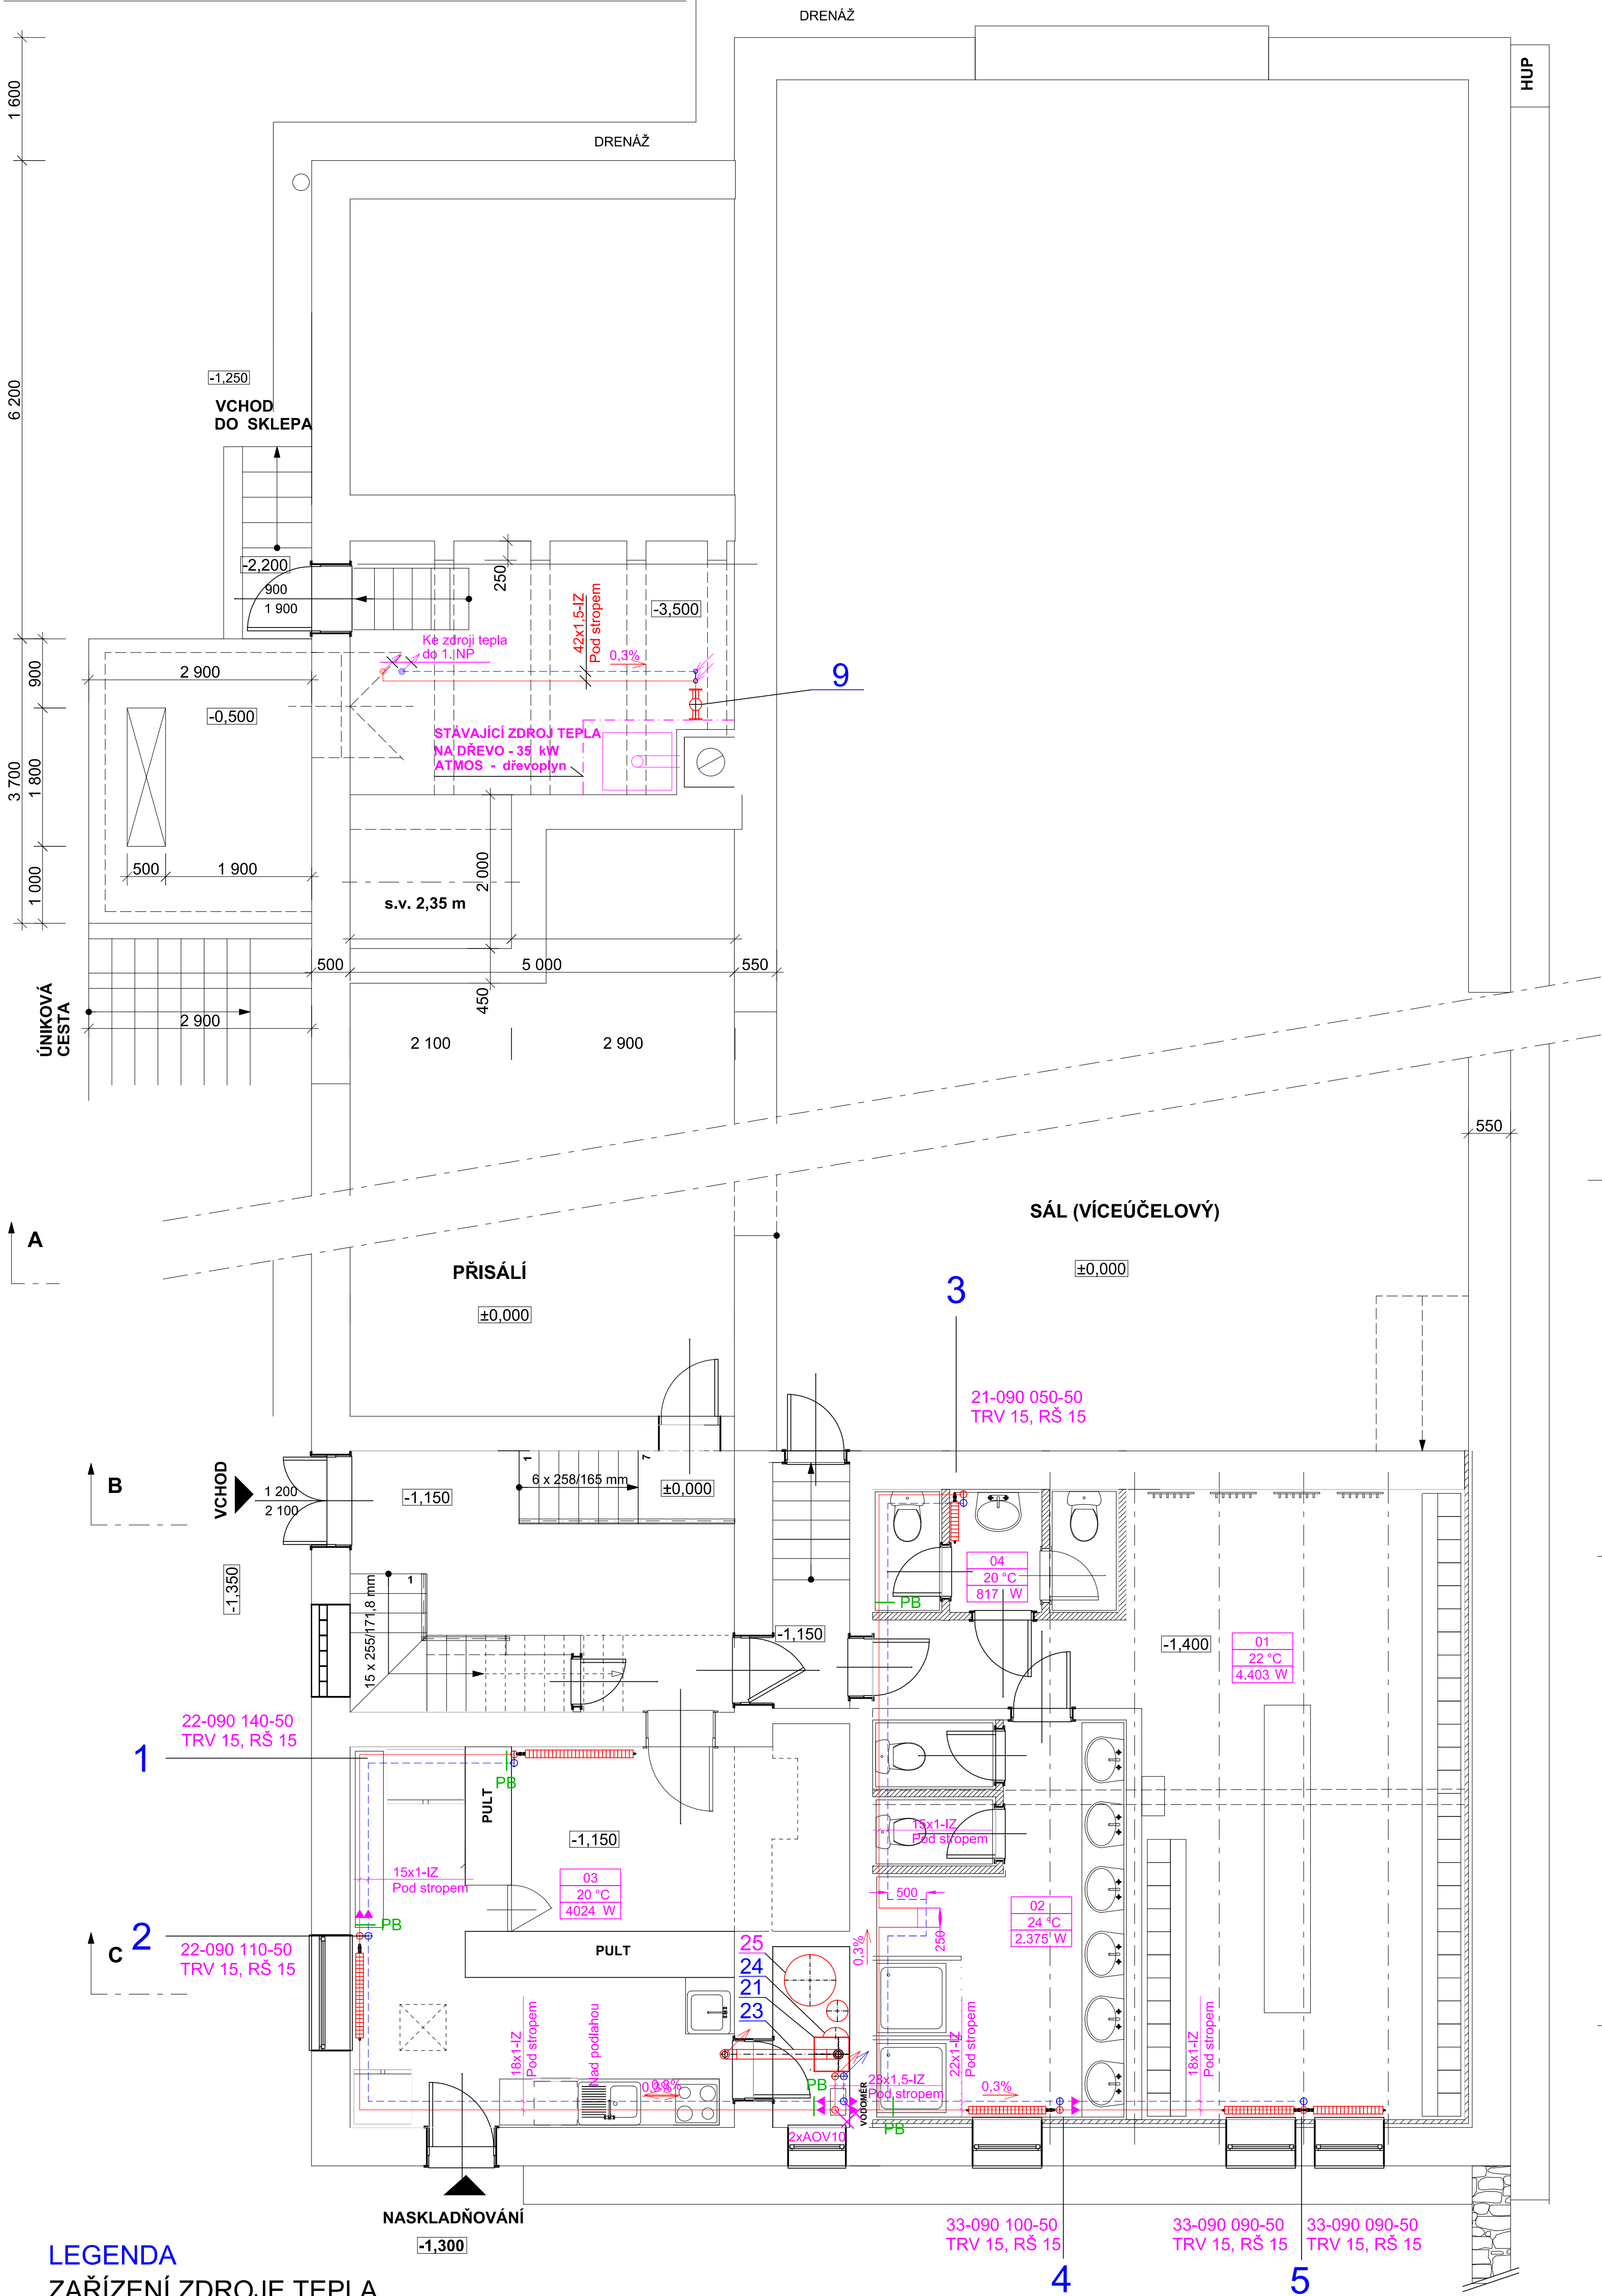 DRENÁŽ
HUP
1 600
DRENÁŽ
6 200
-1,250
VCHOD
DO SKLEPA
-2,200
900
1 900
250
42x1,5-IZ
Pod stropem
-3,500
Ke zdroji tepla
do 1. NP
0,3%
9
900
2 900
-0,500
STÁVAJÍCÍ ZDROJ TEPLA
NA DŘEVO - 35 kW
ATMOS - dřevoplyn
3 700
1 800
500
1 900
1 000
2 000
s.v. 2,35 m
500
5 000
550
450
ÚNIKOVÁ
CESTA
2 900
2 100
2 900
550
SÁL (VÍCEÚČELOVÝ)
±0,000
A
PŘISÁLÍ
±0,000
3
21-090 050-50
TRV 15, RŠ 15
B
VCHOD
1 200
2 100
-1,150
1
7
6 x 258/165 mm
±0,000
-1,350
15 x 255/171,8 mm
1
04
20 °C
817 W
PB
-1,150
-1,400
01
22 °C
4.403 W
22-090 140-50
TRV 15, RŠ 15
1
PB
PULT
-1,150
15x1-IZ
Pod stropem
15x1-IZ
Pod stropem
03
20 °C
4024 W
500
250
0,3%
02
24 °C
2.375 W
PB
C
2
22-090 110-50
TRV 15, RŠ 15
PULT
25
24
21
23
18x1-IZ
Pod stropem
Nad podlahou
22x1-IZ
Pod stropem
18x1-IZ
Pod stropem
0,3%
PB
28x1,5-IZ
Pod stropem
0,3%
VODOMĚR
PB
2xAOV10
NASKLADŇOVÁNÍ
-1,300
33-090 100-50
TRV 15, RŠ 15
33-090 090-50
TRV 15, RŠ 15
33-090 090-50
TRV 15, RŠ 15
4
5
LEGENDA
ZAŘÍZENÍ ZDROJE TEPLA